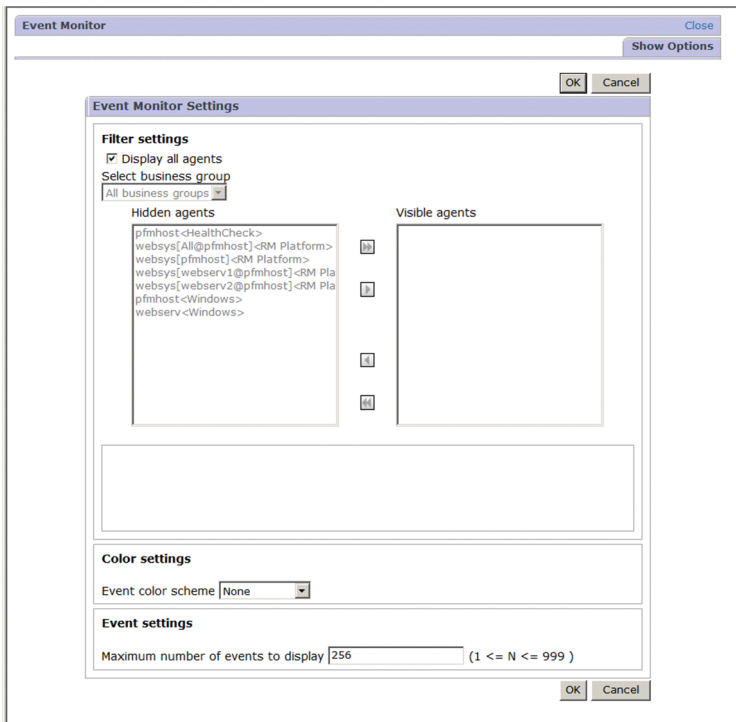 Event Monitor Close
Show Options
OK Cancel
Event Monitor Settings
Filter settings
Display all agents
Select business group
All business groups
Hidden agents Visible agents
pfmhost<HealthCheck>
websys[All@pfmhost]<RM Platform>
websys[pfmhost]<RM Platform>
websys[webserv1@pfmhost]<RM Pla
websys[webserv2@pfmhost]<RM Pla
pfmhost<Windows>
webserv<Windows>
Color settings
Event color scheme None
Event settings
Maximum number of events to display 256 (1 <= N <= 999 )
OK Cancel